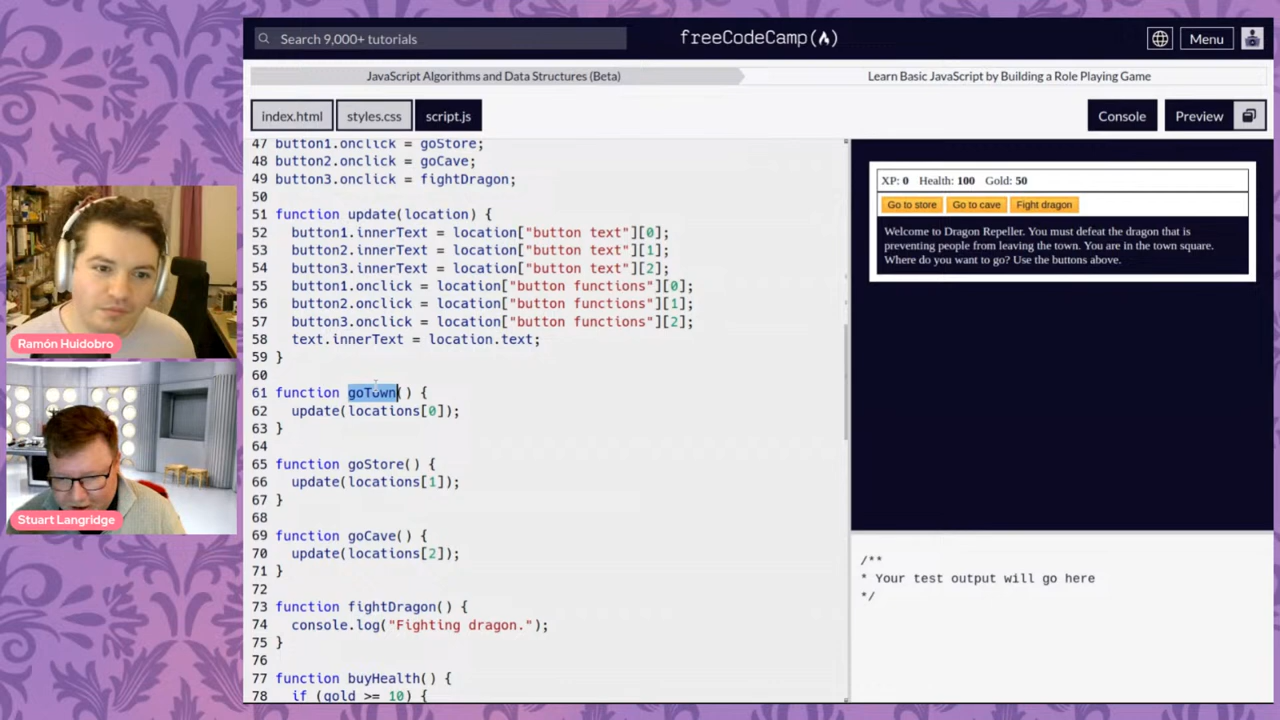 Search 9,000+ tutorials
freeCodeCamp
Menu
JavaScript Algorithms and Data Structures (Beta)
Learn Basic JavaScript by Building a Role Playing Game
index.html
styles.css
script.js
Console
Preview
47 button1.onclick = goStore;
48 button2.onclick = goCave;
49 button3.onclick = fightDragon;
50
51 function update(location) {
52 button1.innerText = location["button text"][0];
53 button2.innerText = location["button text"][1];
54 button3.innerText = location["button text"][2];
55 button1.onclick = location["button functions"][0];
56 button2.onclick = location["button functions"][1];
57 button3.onclick = location["button functions"][2];
58 text.innerText = location.text;
59 }
60
61 function goTown() {
62 update(locations[0]);
63 }
64
65 function goStore() {
66 update(locations[1]);
67 }
68
69 function goCave() {
70 update(locations[2]);
71 }
72
73 function fightDragon() {
74 console.log("Fighting dragon.");
75 }
76
77 function buyHealth() {
78 if (gold >= 10) {
XP: 0 Health: 100 Gold: 50
Go to store Go to cave Fight dragon
Welcome to Dragon Repeller. You must defeat the dragon that is
preventing people from leaving the town. You are in the town square.
Where do you want to go? Use the buttons above.
/**
* Your test output will go here
*/
Ramón Huidobro
Stuart Langridge